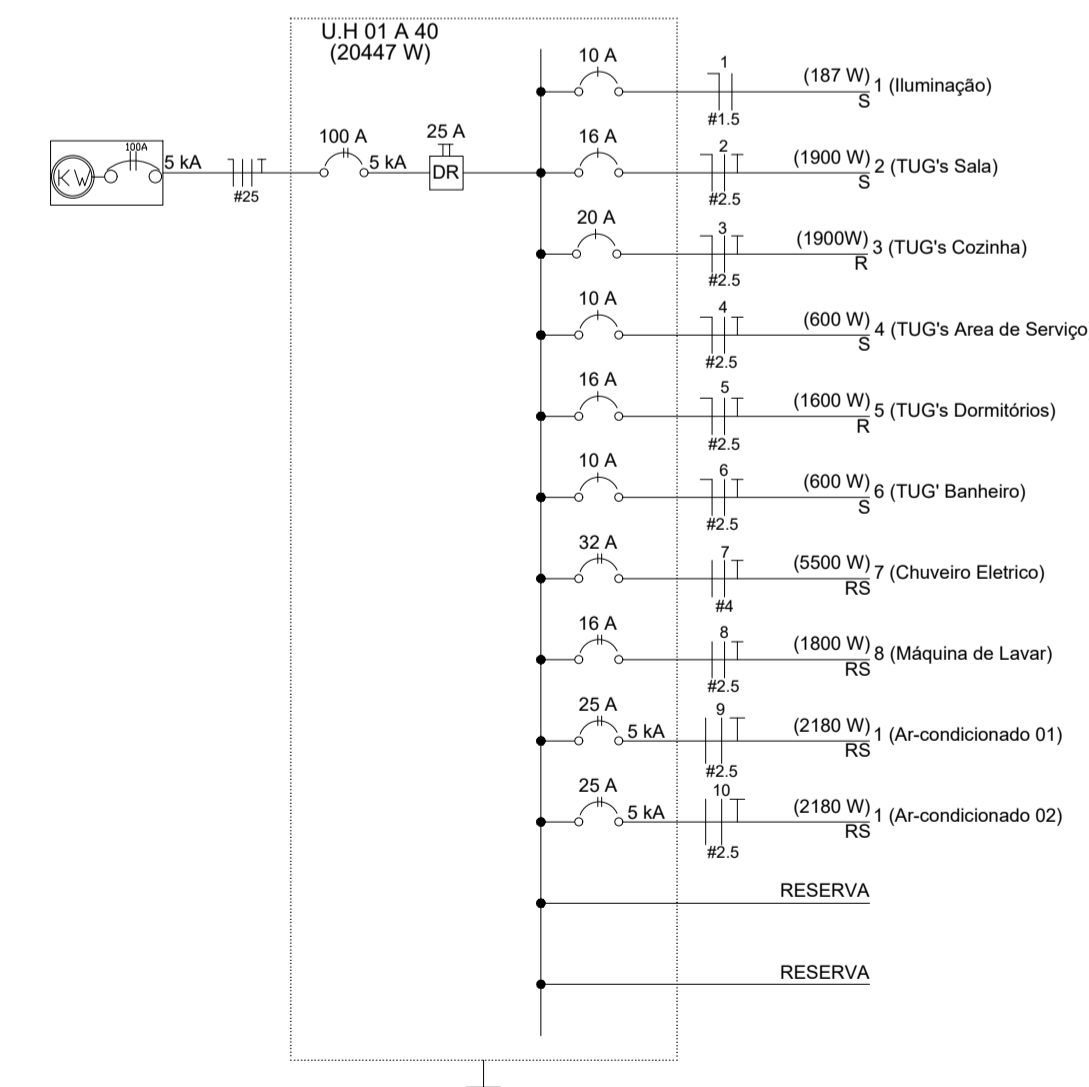 U.H 01 A 40
(20447 W)
KW
100A
5 kA
#25
100 A
5 kA
25 A
DR
10 A
1
#1.5
(187 W)
S
1 (Iluminação)
16 A
2
#2.5
(1900 W)
S
2 (TUG's Sala)
20 A
3
#2.5
(1900W)
R
3 (TUG's Cozinha)
10 A
4
#2.5
(600 W)
S
4 (TUG's Area de Serviço
16 A
5
#2.5
(1600 W)
R
5 (TUG's Dormitórios)
10 A
6
#2.5
(600 W)
S
6 (TUG' Banheiro)
32 A
7
#4
(5500 W)
RS
7 (Chuveiro Eletrico)
16 A
8
#2.5
(1800 W)
RS
8 (Máquina de Lavar)
25 A
5 kA
9
#2.5
(2180 W)
RS
1 (Ar-condicionado 01)
25 A
5 kA
10
#2.5
(2180 W)
RS
1 (Ar-condicionado 02)
RESERVA
RESERVA